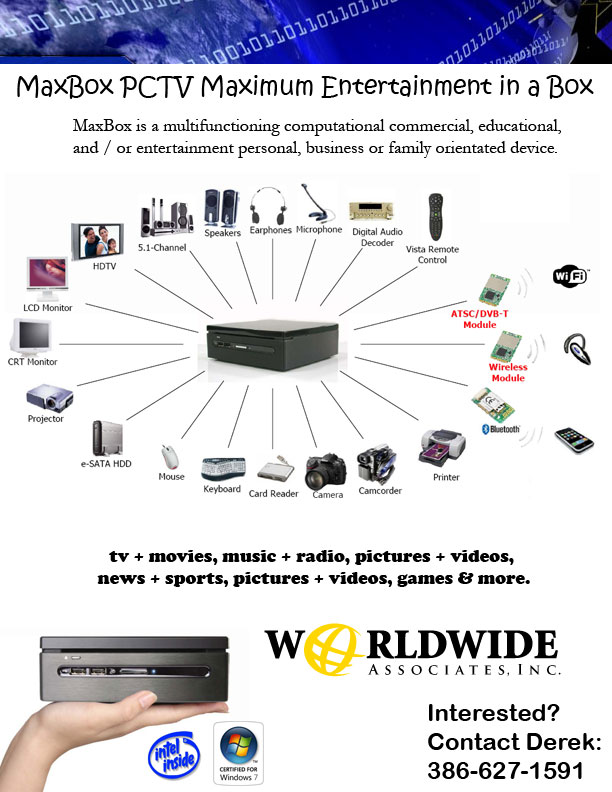 MaxBox PCTV Maximum Entertainment in a Box
MaxBox is a multifunctioning computational commercial, educational,
and / or entertainment personal, business or family orientated device.
HDTV
5.1-Channel
Speakers
Earphones
Microphone
Digital Audio
Decoder
Vista Remote
Control
LCD Monitor
ATSC/DVB-T
Module
Wi Fi
CRT Monitor
Wireless
Module
Projector
Bluetooth
e-SATA HDD
Mouse
Keyboard
Card Reader
Camera
Camcorder
Printer
tv + movies, music + radio, pictures + videos,
news + sports, pictures + videos, games & more.
WORLDWIDE
ASSOCIATES, INC.
intel
inside
CERTIFIED FOR
Windows 7
Interested?
Contact Derek:
386-627-1591